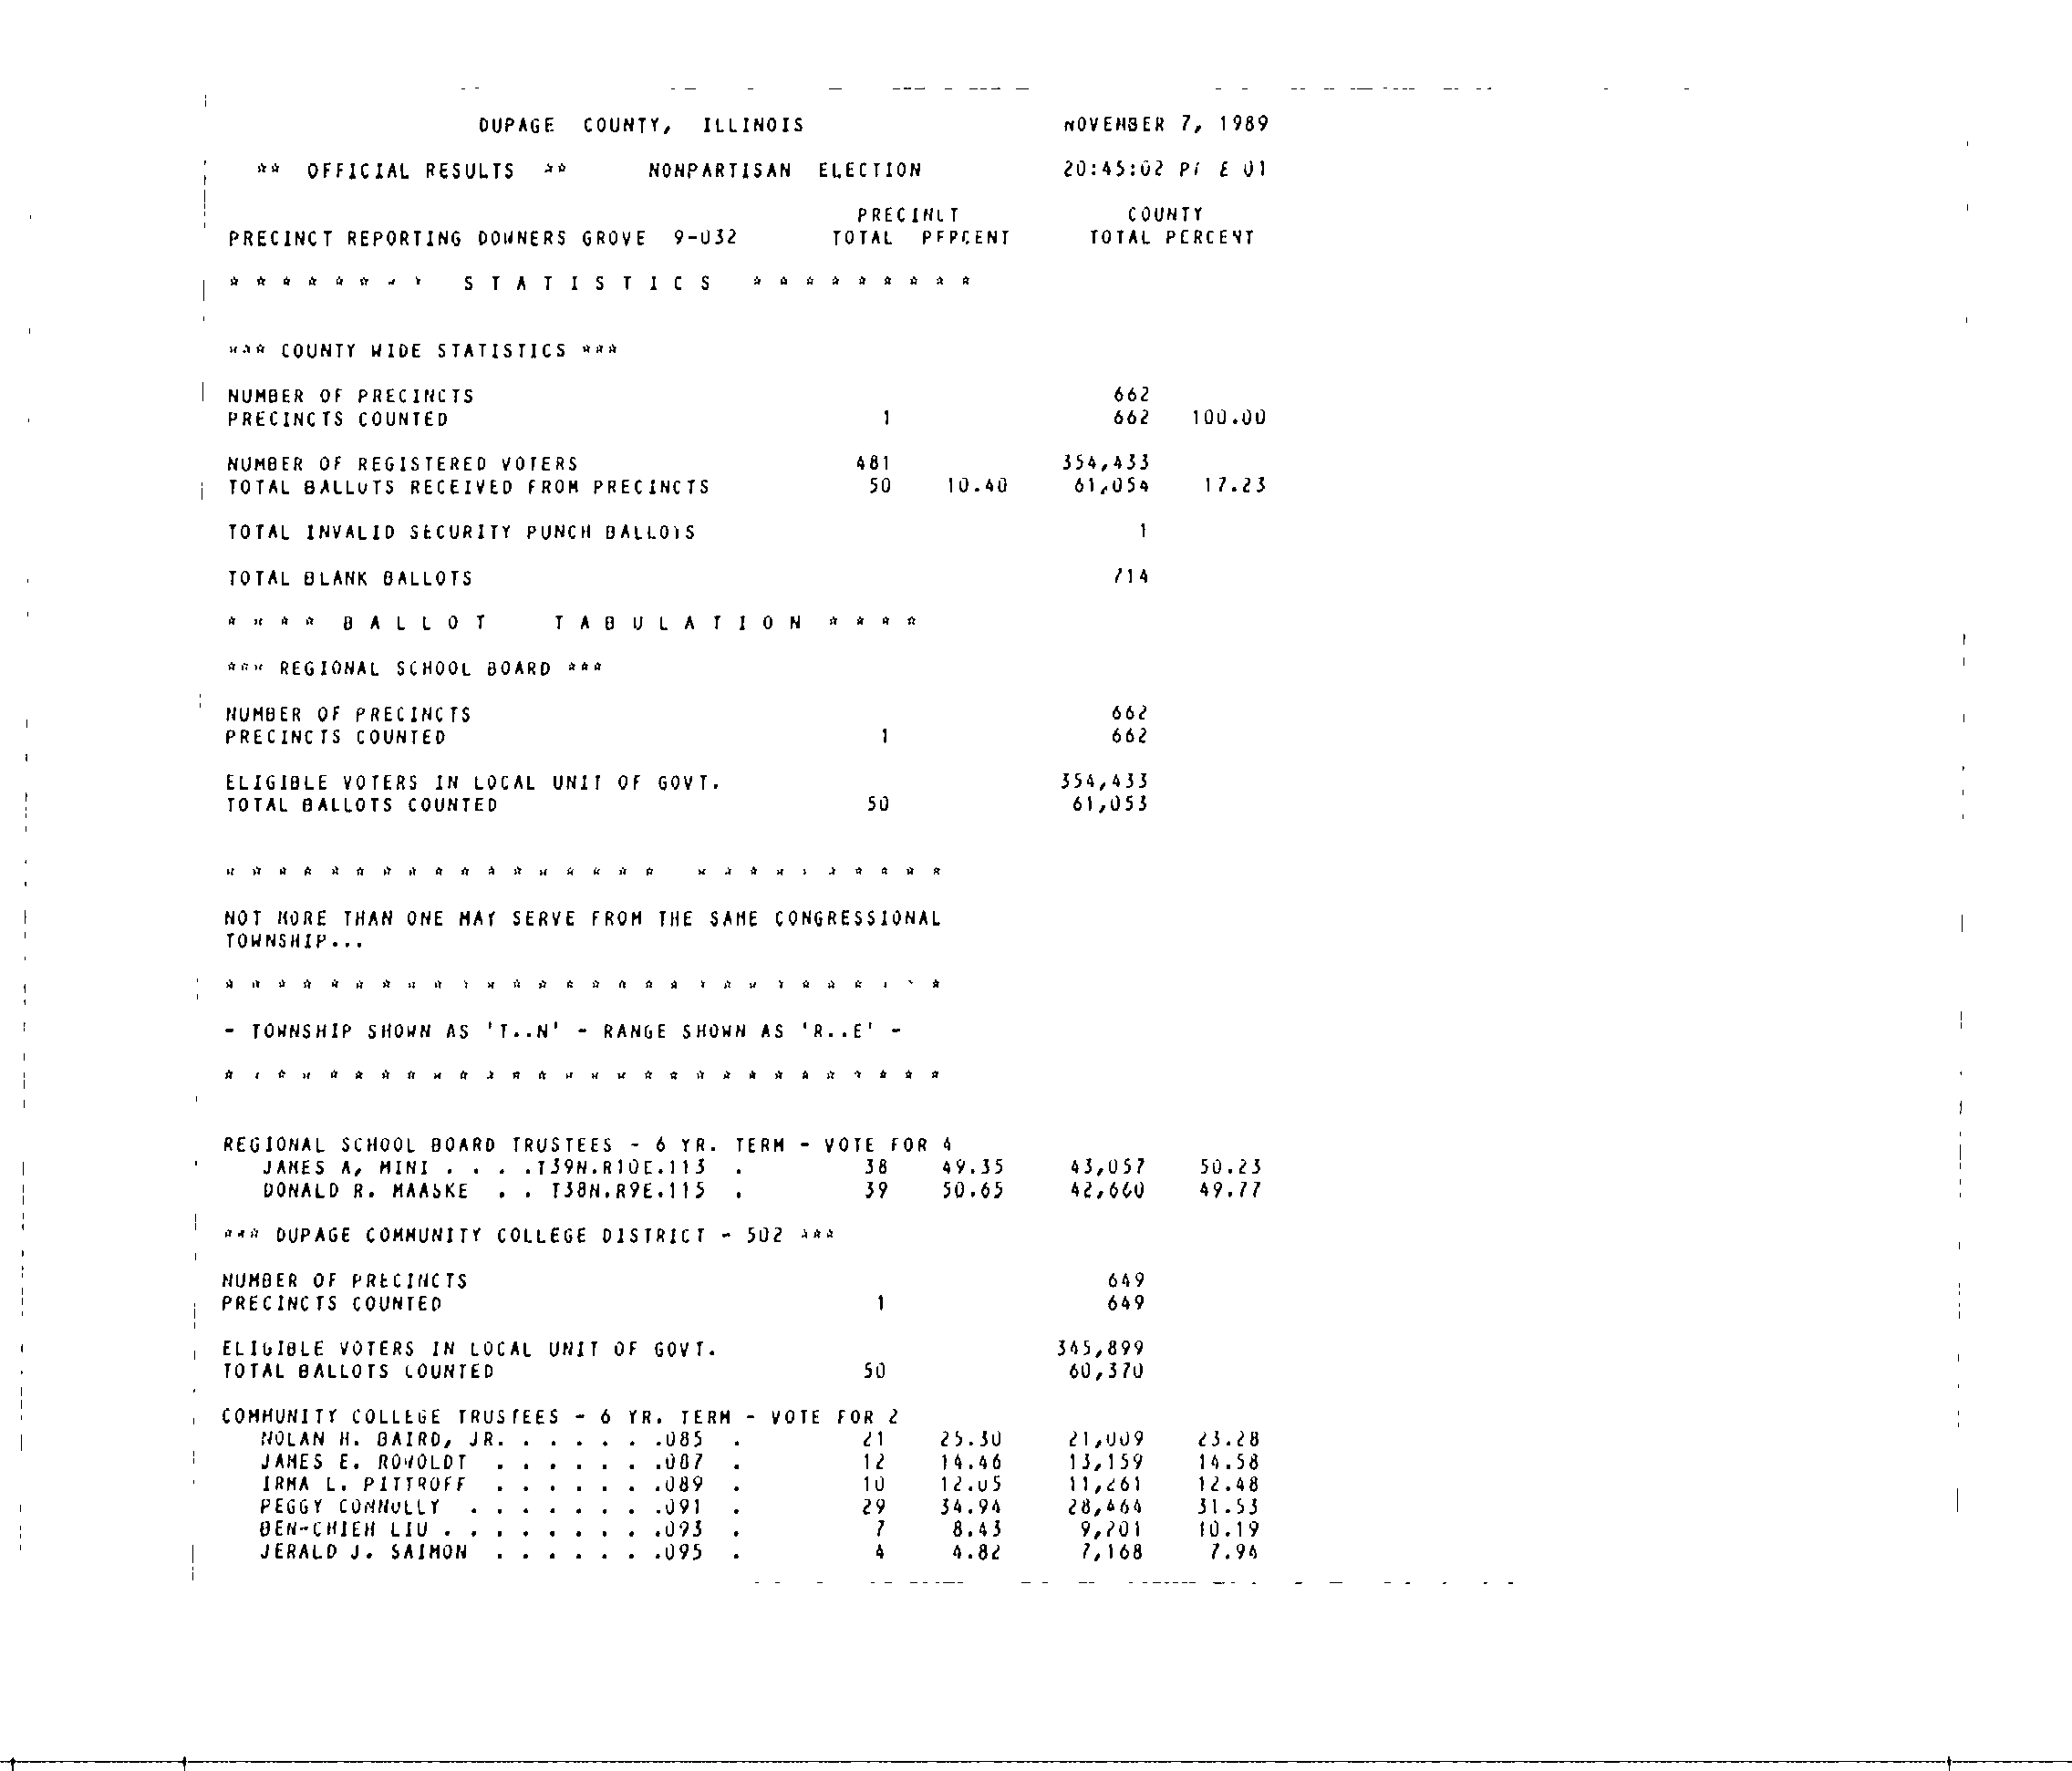 DUPAGE COUNTY, ILLINOIS NOVEMBER 7, 1989
** OFFICIAL RESULTS ** NONPARTISAN ELECTION 20:45:02 01
PRECINCT COUNTY
PRECINCT REPORTING DOWNERS GROVE 9-032 TOTAL PERCENT TOTAL PERCENT
* * * * * * * * S T A T I S T I C S * * * * * * * * *
*** COUNTY WIDE STATISTICS ***
NUMBER OF PRECINCTS 662
PRECINCTS COUNTED 1 662 100.00
NUMBER OF REGISTERED VOTERS 481 354,433
TOTAL BALLOTS RECEIVED FROM PRECINCTS 50 10.40 61,054 17.23
TOTAL INVALID SECURITY PUNCH BALLOTS 1
TOTAL BLANK BALLOTS 714
* * * * B A L L O T T A B U L A T I O N * * * *
*** REGIONAL SCHOOL BOARD ***
NUMBER OF PRECINCTS 662
PRECINCTS COUNTED 1 662
ELIGIBLE VOTERS IN LOCAL UNIT OF GOVT. 354,433
TOTAL BALLOTS COUNTED 50 61,053
* * * * * * * * * * * * * * * * * * * * * * * * * * *
NOT MORE THAN ONE MAY SERVE FROM THE SAME CONGRESSIONAL
TOWNSHIP...
* * * * * * * * * * * * * * * * * * * * * * * * * * * *
- TOWNSHIP SHOWN AS 'T..N' - RANGE SHOWN AS 'R..E' -
* * * * * * * * * * * * * * * * * * * * * * * * * * * *
REGIONAL SCHOOL BOARD TRUSTEES - 6 YR. TERM - VOTE FOR 4
JAMES A. MINI . . . .T39N.R10E.113 . 38 49.35 43,057 50.23
DONALD R. MAASKE . . T38N.R9E.115 . 39 50.65 42,660 49.77
*** DUPAGE COMMUNITY COLLEGE DISTRICT - 502 ***
NUMBER OF PRECINCTS 649
PRECINCTS COUNTED 1 649
ELIGIBLE VOTERS IN LOCAL UNIT OF GOVT. 345,899
TOTAL BALLOTS COUNTED 50 60,370
COMMUNITY COLLEGE TRUSTEES - 6 YR. TERM - VOTE FOR 2
NOLAN H. BAIRD, JR. . . . . . .085 . 21 25.30 21,009 23.28
JAMES E. ROWOLDT . . . . . . .087 . 12 14.46 13,159 14.58
IRMA L. PITTROFF . . . . . . .089 . 10 12.05 11,261 12.48
PEGGY CONNOLLY . . . . . . . .091 . 29 34.94 28,464 31.53
BEN-CHIEH LIU . . . . . . . . .093 . 7 8.43 9,201 10.19
JERALD J. SAIMON . . . . . . .095 . 4 4.82 7,168 7.94